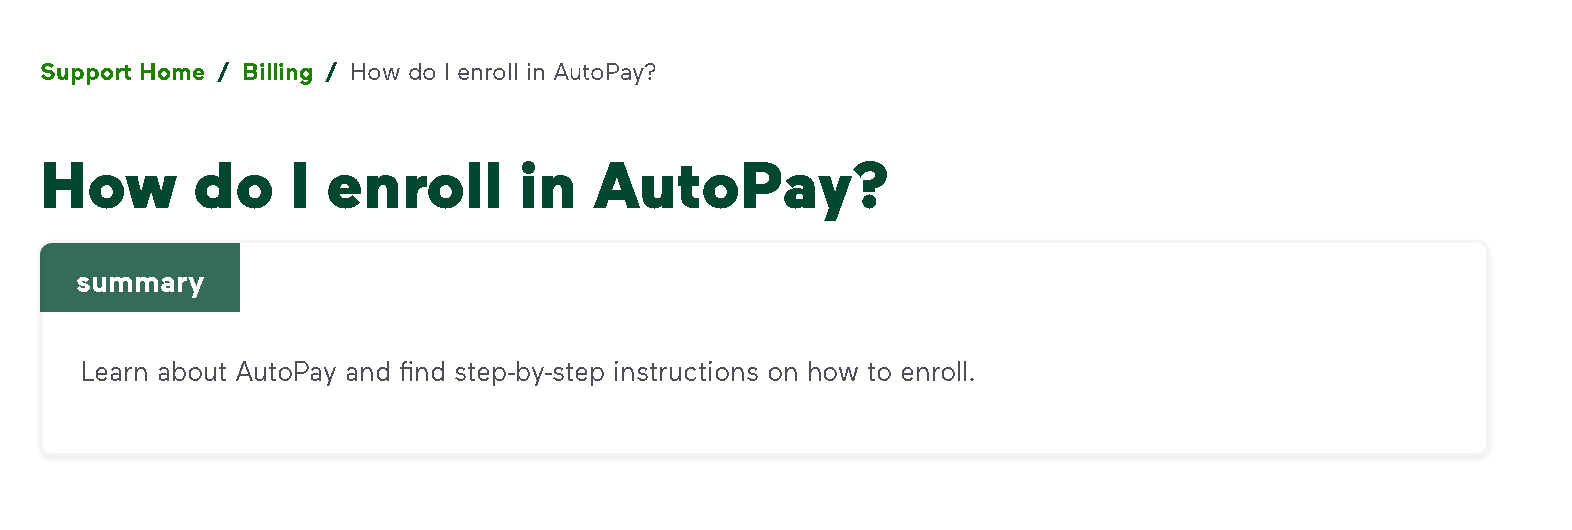 Support Home / Billing / How do I enroll in AutoPay?
How do I enroll in AutoPay?
summary
Learn about AutoPay and find step-by-step instructions on how to enroll.